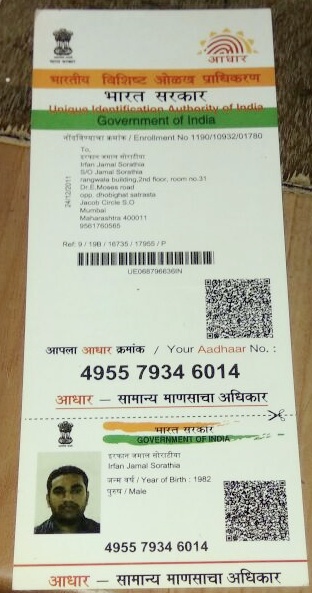 भारत सरकार
आधार
भारतीय विशिष्ट ओळख प्राधिकरण
भारत सरकार
Unique Identification Authority of India
Government of India
नोंदविण्याचा क्रमांक / Enrollment No 1190/10932/01780
To,
इरफान जमाल सोराठीया
Irfan Jamal Sorathia
S/O Jamal Sorathia
rangwala building,2nd floor, room no.31
Dr.E.Moses road
opp. dhobighat satrasta
Jacob Circle S.O
Mumbai
Maharashtra 400011
9561760565
24/12/2011
Ref: 9 / 19B / 16735 / 17955 / P
UE068796636IN
आपला आधार क्रमांक / Your Aadhaar No. :
4955 7934 6014
आधार — सामान्य माणसाचा अधिकार
भारत सरकार
GOVERNMENT OF INDIA
इरफान जमाल सोराठीया
Irfan Jamal Sorathia
जन्म वर्ष / Year of Birth : 1982
पुरुष / Male
4955 7934 6014
आधार — सामान्य माणसाचा अधिकार